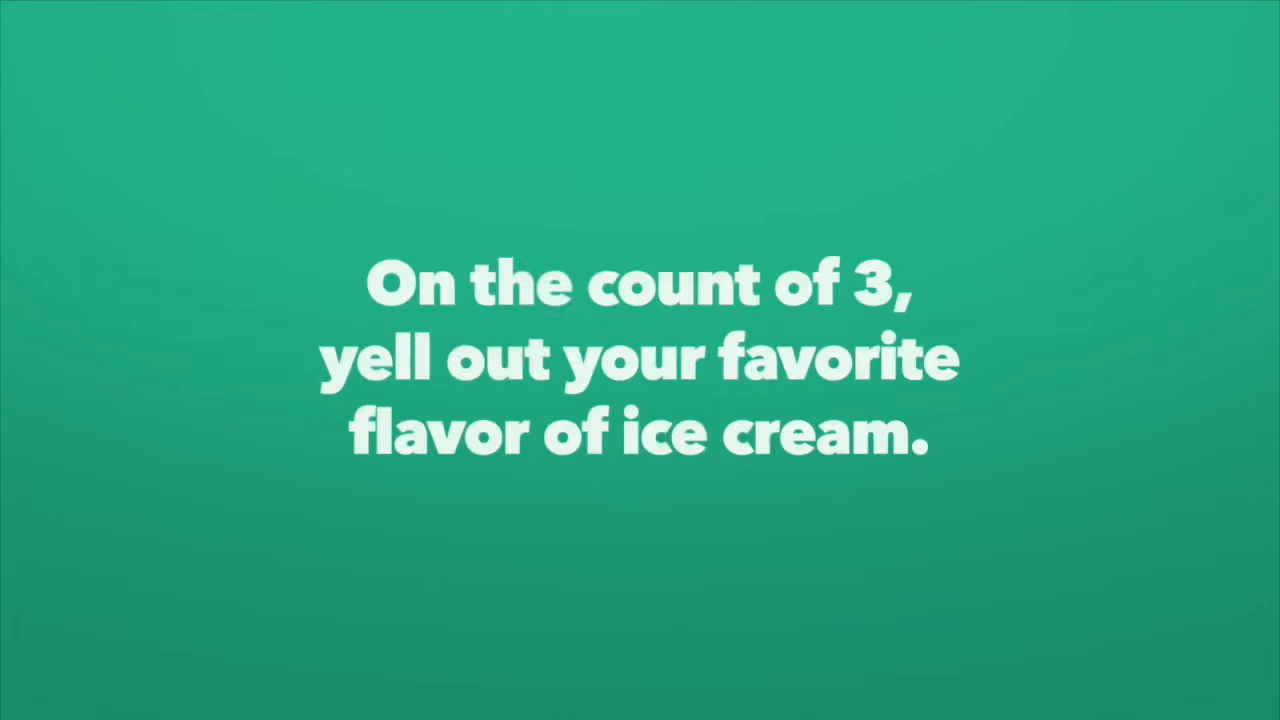 On the count of 3,
yell out your favorite
flavor of ice cream.